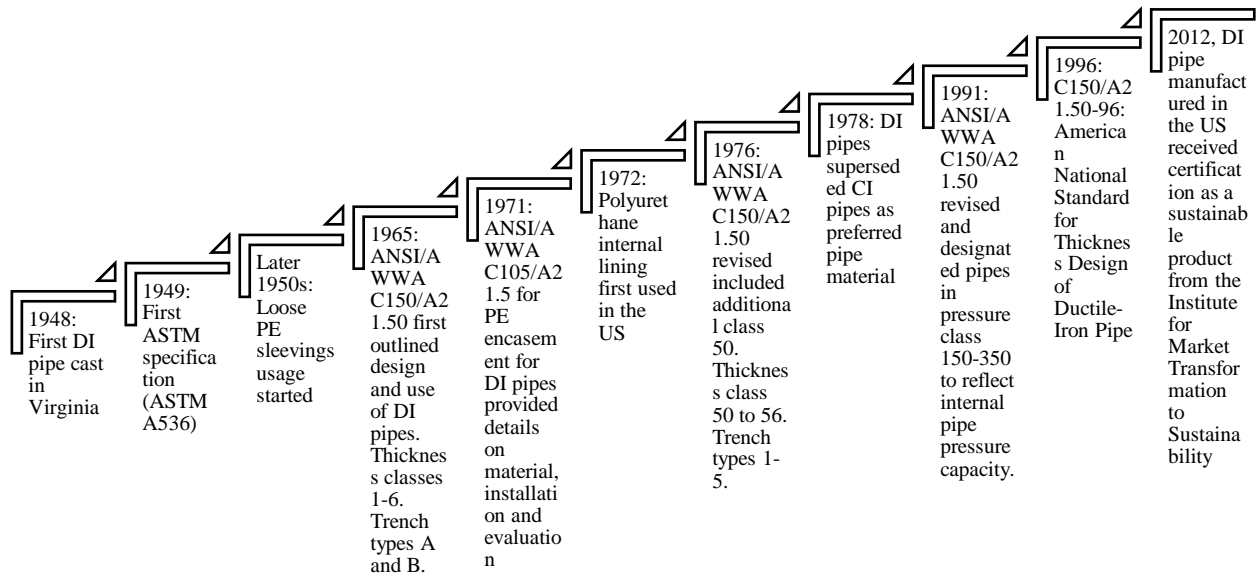 1948:
First DI
pipe cast
in
Virginia
1949:
First
ASTM
specifica
tion
(ASTM
A536)
Later
1950s:
Loose
PE
sleevings
usage
started
1965:
ANSI/A
WWA
C150/A2
1.50 first
outlined
design
and use
of DI
pipes.
Thicknes
s classes
1-6.
Trench
types A
and B.
1971:
ANSI/A
WWA
C105/A2
1.5 for
PE
encasem
ent for
DI pipes
provided
details
on
material,
installati
on and
evaluatio
n
1972:
Polyuret
hane
internal
lining
first used
in the
US
1976:
ANSI/A
WWA
C150/A2
1.50
revised
included
additiona
l class
50.
Thicknes
s class
50 to 56.
Trench
types 1-
5.
1978: DI
pipes
supersed
ed CI
pipes as
preferred
pipe
material
1991:
ANSI/A
WWA
C150/A2
1.50
revised
and
designat
ed pipes
in
pressure
class
150-350
to reflect
internal
pipe
pressure
capacity.
1996:
C150/A2
1.50-96:
America
n
National
Standard
for
Thicknes
s Design
of
Ductile-
Iron Pipe
2012, DI
pipe
manufact
ured in
the US
received
certificat
ion as a
sustainab
le
product
from the
Institute
for
Market
Transfor
mation
to
Sustaina
bility